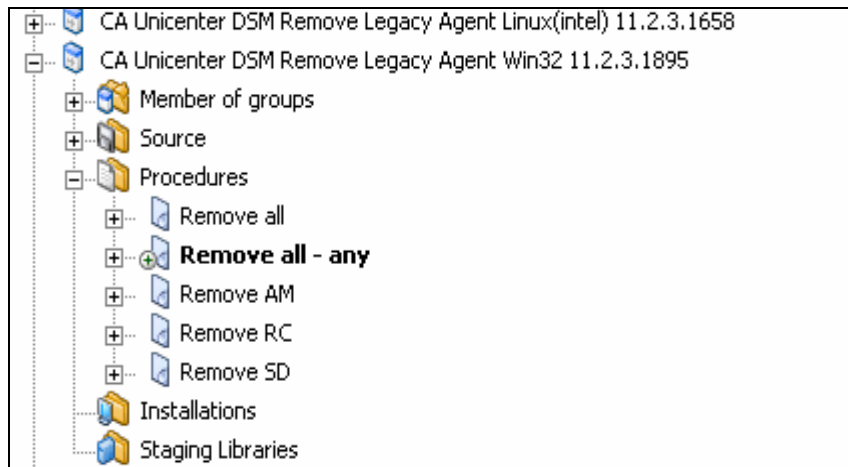 CA Unicenter DSM Remove Legacy Agent Linux(intel) 11.2.3.1658
CA Unicenter DSM Remove Legacy Agent Win32 11.2.3.1895
Member of groups
Source
Procedures
Remove all
Remove all - any
Remove AM
Remove RC
Remove SD
Installations
Staging Libraries